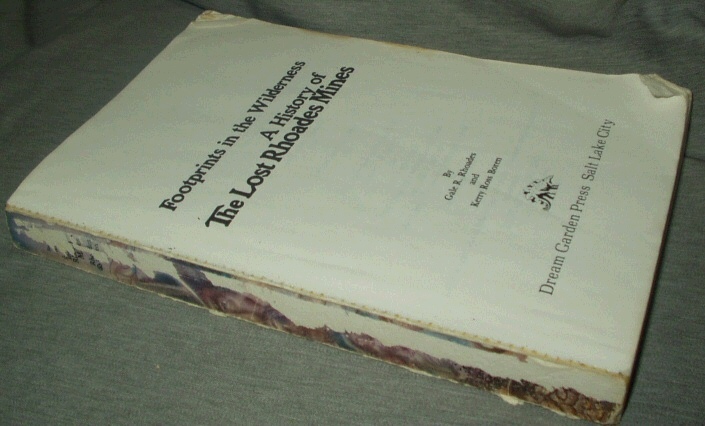 Footprints in the Wilderness
A History of
The Lost Rhoades Mines
By
Gale R. Rhoades
and
Kerry Ross Boren
Dream Garden Press Salt Lake City